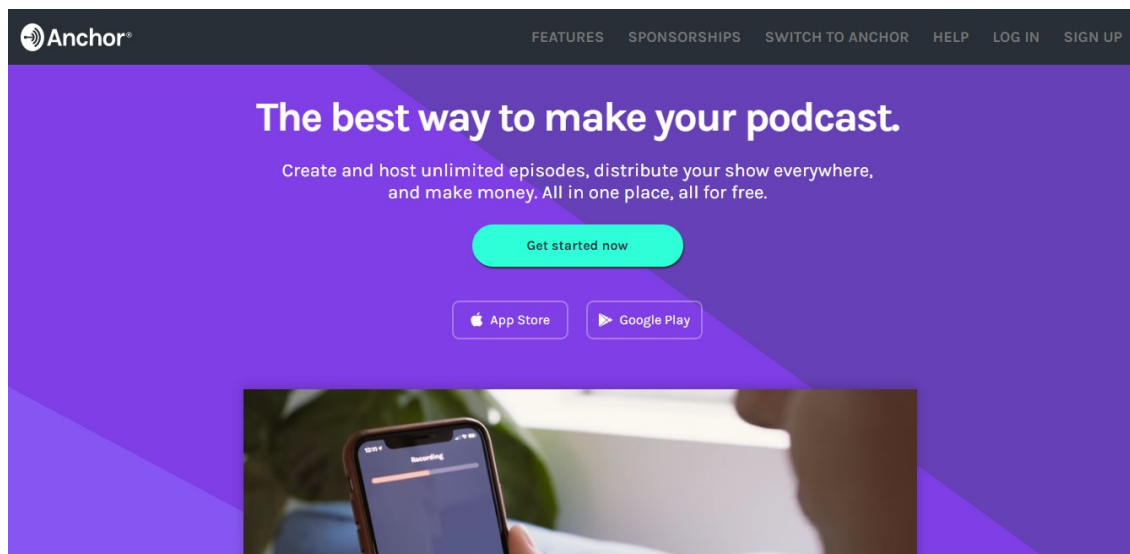 Anchor®
FEATURES SPONSORSHIPS SWITCH TO ANCHOR HELP LOG IN SIGN UP
The best way to make your podcast.
Create and host unlimited episodes, distribute your show everywhere,
and make money. All in one place, all for free.
Get started now
App Store Google Play
12:11
Recording